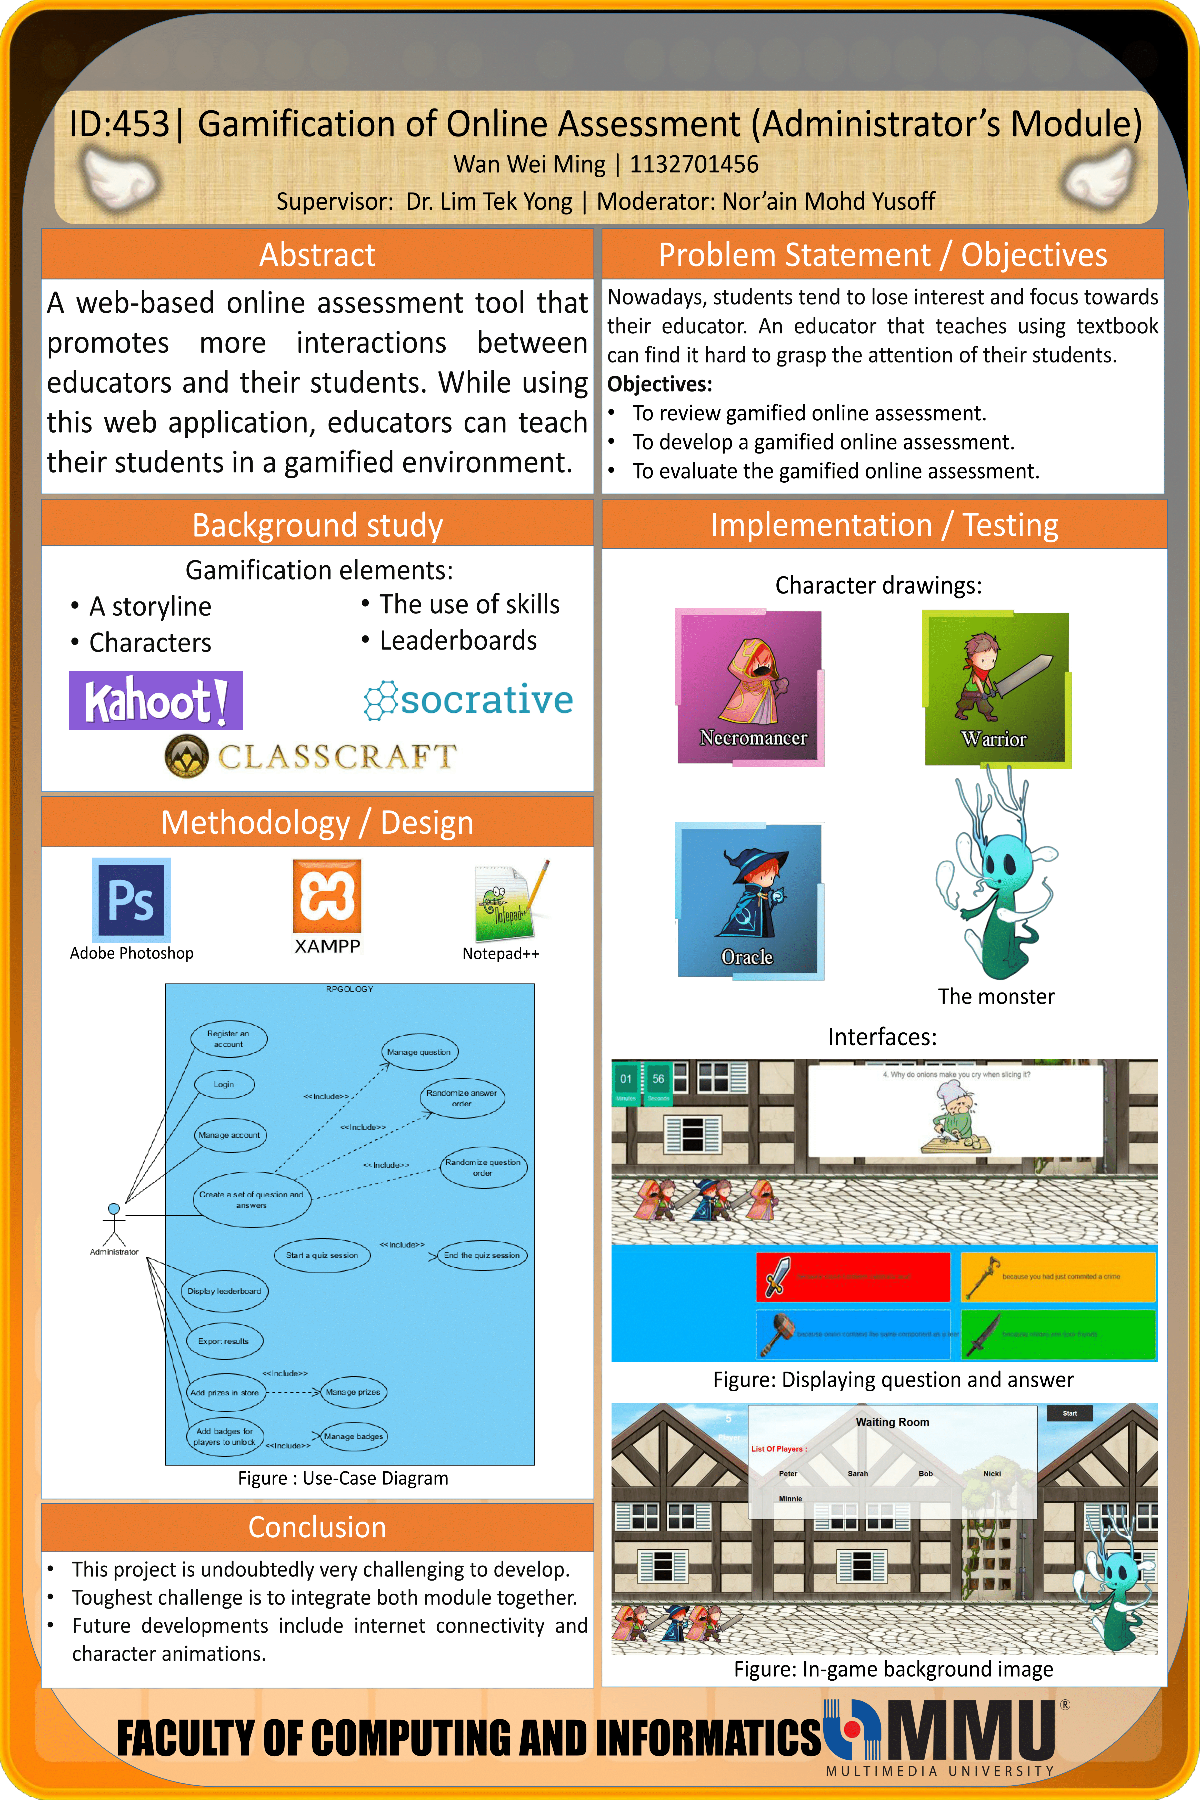 ID:453| Gamification of Online Assessment (Administrator's Module)
Wan Wei Ming | 1132701456
Supervisor: Dr. Lim Tek Yong | Moderator: Nor'ain Mohd Yusoff
Abstract
A web-based online assessment tool that
promotes more interactions between
educators and their students. While using
this web application, educators can teach
their students in a gamified environment.
Problem Statement / Objectives
Nowadays, students tend to lose interest and focus towards
their educator. An educator that teaches using textbook
can find it hard to grasp the attention of their students.
Objectives:
• To review gamified online assessment.
• To develop a gamified online assessment.
• To evaluate the gamified online assessment.
Background study
Gamification elements:
• A storyline
• Characters
• The use of skills
• Leaderboards
Kahoot!
socrative
CLASSCRAFT
Methodology / Design
Ps
Adobe Photoshop
XAMPP
Notepad++
Notepad++
RPGOLOGY
Register an
account
Login
Manage account
Create a set of question and
answers
Manage question
<<Include>>
Randomize answer
order
<<Include>>
Randomize question
order
<<Include>>
Administrator
Start a quiz session
<<Include>>
End the quiz session
Display leaderboard
Export results
Add prizes in store
<<Include>>
Manage prizes
Add badges for
players to unlock
<<Include>>
Manage badges
Figure : Use-Case Diagram
Conclusion
• This project is undoubtedly very challenging to develop.
• Toughest challenge is to integrate both module together.
• Future developments include internet connectivity and
character animations.
Implementation / Testing
Character drawings:
Necromancer
Warrior
Oracle
The monster
Interfaces:
01 56
Minutes Seconds
4. Why do onions make you cry when slicing it?
because you had just commited a crime
Figure: Displaying question and answer
5
Player
Waiting Room
Start
List Of Players :
Peter Sarah Bob Nicki
Minnie
Figure: In-game background image
FACULTY OF COMPUTING AND INFORMATICS
MMU®
MULTIMEDIA UNIVERSITY